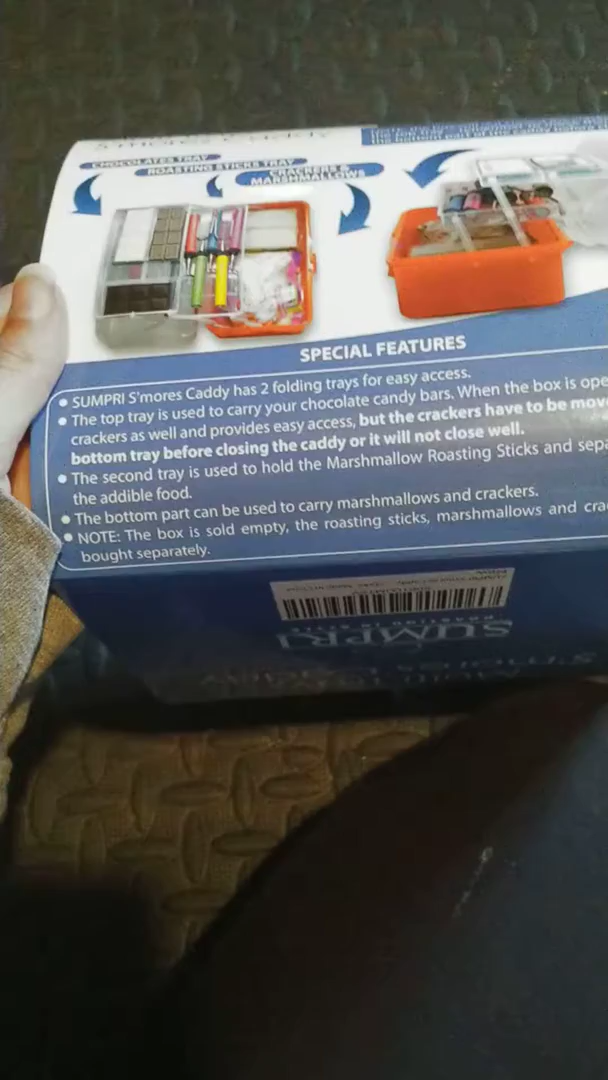 CHOCOLATES TRAY
ROASTING STICKS TRAY
CRACKERS &
MARSHMALLOWS
SPECIAL FEATURES
• SUMPRI S'mores Caddy has 2 folding trays for easy access.
• The top tray is used to carry your chocolate candy bars. When the box is ope
crackers as well and provides easy access, but the crackers have to be mov
bottom tray before closing the caddy or it will not close well.
• The second tray is used to hold the Marshmallow Roasting Sticks and sepa
the addible food.
• The bottom part can be used to carry marshmallows and crackers.
• NOTE: The box is sold empty, the roasting sticks, marshmallows and cra
bought separately.
SUMPRI
ROASTING IN STYLE